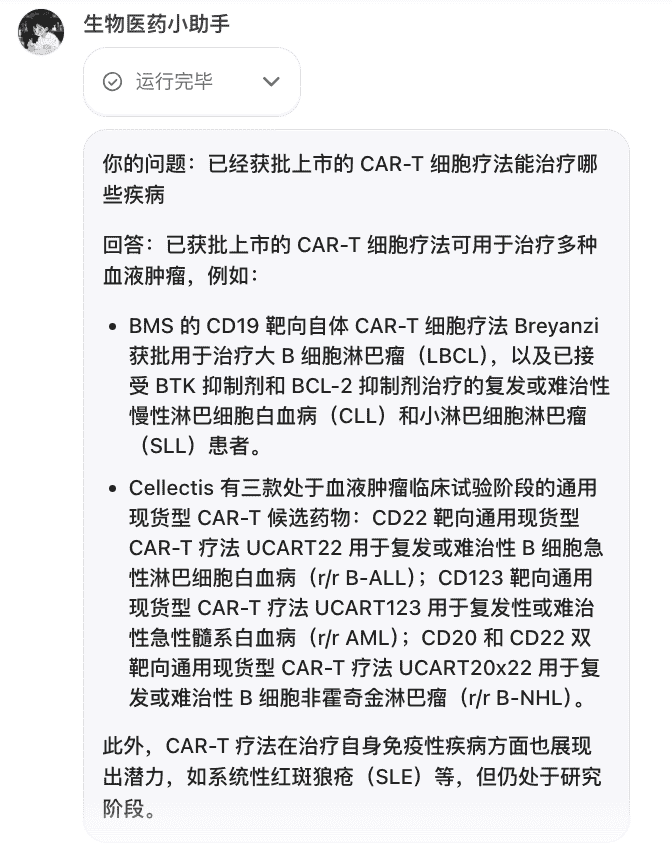 生物医药小助手
运行完毕
你的问题：已经获批上市的 CAR-T 细胞疗法能治疗哪
些疾病
回答：已获批上市的 CAR-T 细胞疗法可用于治疗多种
血液肿瘤，例如：
• BMS 的 CD19 靶向自体 CAR-T 细胞疗法 Breyanzi
获批用于治疗大 B 细胞淋巴瘤（LBCL），以及已接
受 BTK 抑制剂和 BCL-2 抑制剂治疗的复发或难治性
慢性淋巴细胞白血病（CLL）和小淋巴细胞淋巴瘤
（SLL）患者。
• Cellectis 有三款处于血液肿瘤临床试验阶段的通用
现货型 CAR-T 候选药物：CD22 靶向通用现货型
CAR-T 疗法 UCART22 用于复发或难治性 B 细胞急
性淋巴细胞白血病（r/r B-ALL）；CD123 靶向通用
现货型 CAR-T 疗法 UCART123 用于复发性或难治
性急性髓系白血病（r/r AML）；CD20 和 CD22 双
靶向通用现货型 CAR-T 疗法 UCART20x22 用于复
发或难治性 B 细胞非霍奇金淋巴瘤（r/r B-NHL）。
此外，CAR-T 疗法在治疗自身免疫性疾病方面也展现
出潜力，如系统性红斑狼疮（SLE）等，但仍处于研究
阶段。